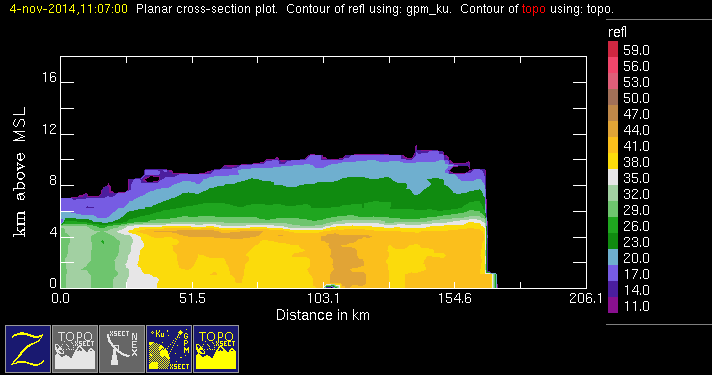 4-nov-2014,11:07:00 Planar cross-section plot. Contour of refl using: gpm_ku. Contour of topo using: topo.
refl
59.0
56.0
53.0
50.0
47.0
44.0
41.0
38.0
35.0
32.0
29.0
26.0
23.0
20.0
17.0
14.0
11.0
km above MSL
16
12
8
4
0
0.0 51.5 103.1 154.6 206.1
Distance in km
Z
TOPO
XSECT
XSECT
NEXR
Ku
GPM
XSECT
TOPO
XSECT